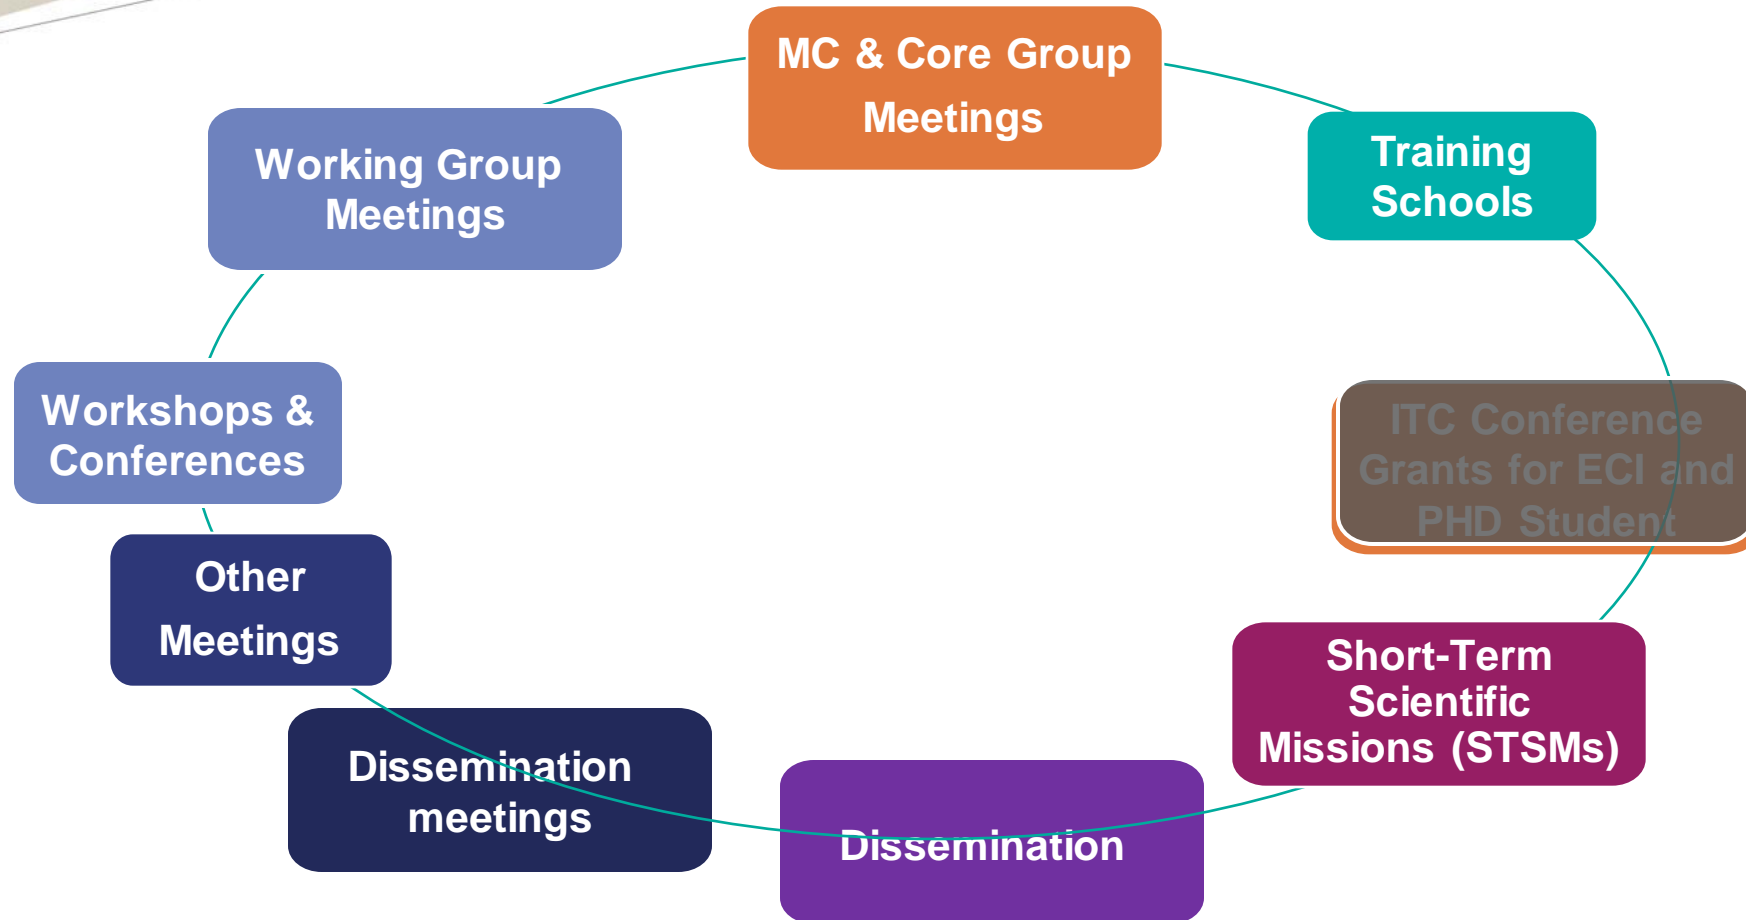 MC & Core Group
Meetings
Training
Schools
ITC Conference
Grants for ECI and
PHD Student
Short-Term
Scientific
Missions (STSMs)
Dissemination
Dissemination
meetings
Other
Meetings
Workshops &
Conferences
Working Group
Meetings